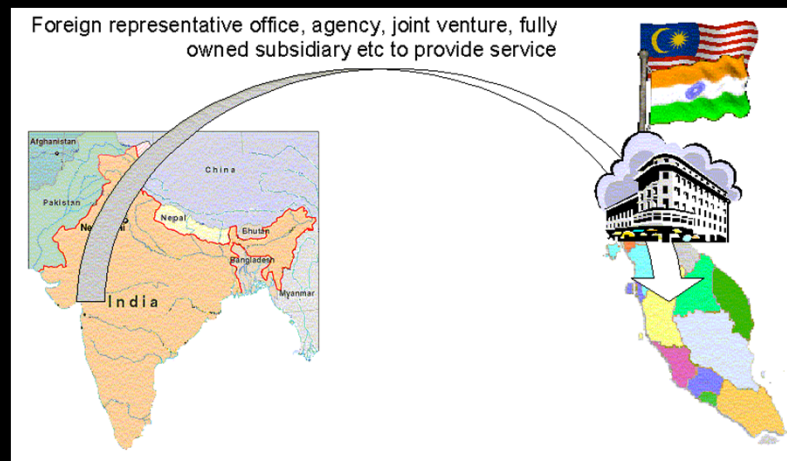 Foreign representative office, agency, joint venture, fully
owned subsidiary etc to provide service
Afghanistan
China
Pakistan
Nepal
Bhutan
Bangladesh
India
Myanmar